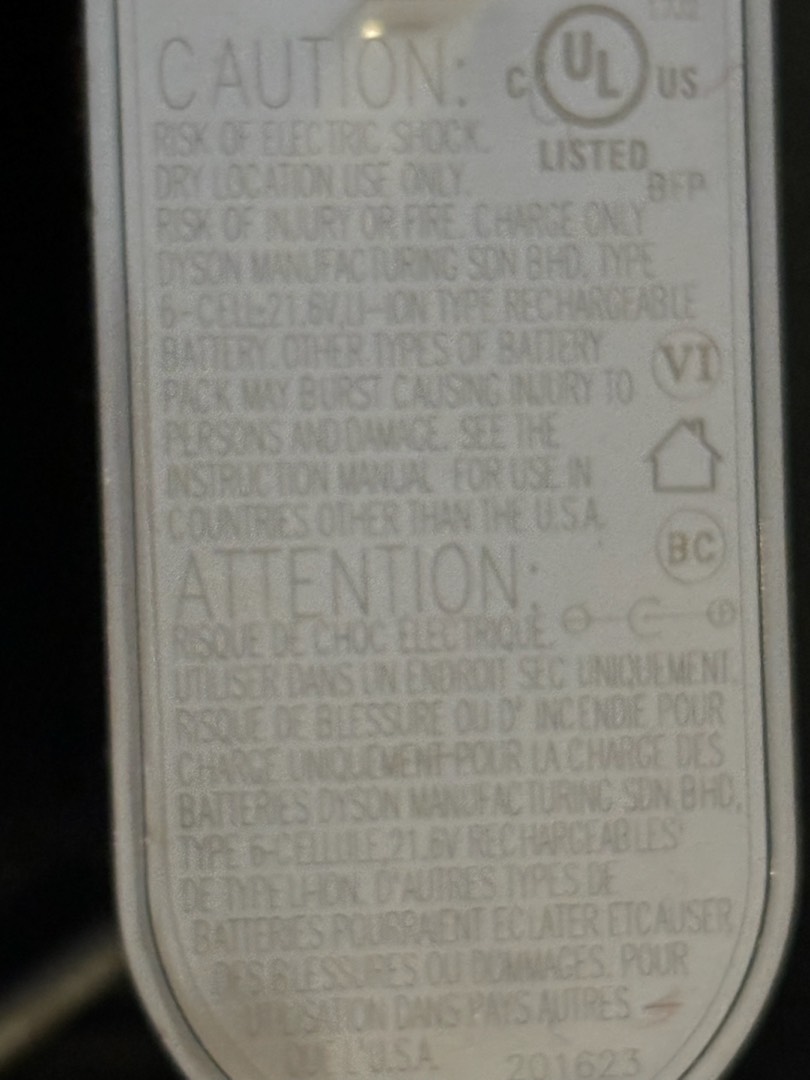 CAUTION:
C UL US
LISTED
RISK OF ELECTRIC SHOCK.
DRY LOCATION USE ONLY.
BFP
RISK OF INJURY OR FIRE. CHARGE ONLY
DYSON MANUFACTURING SDN BHD, TYPE
6-CELL,21.6V,LI-ION TYPE RECHARGEABLE
BATTERY. OTHER TYPES OF BATTERY
VI
PACK MAY BURST CAUSING INJURY TO
PERSONS AND DAMAGE. SEE THE
INSTRUCTION MANUAL FOR USE IN
COUNTRIES OTHER THAN THE U.S.A.
BC
ATTENTION:
RISQUE DE CHOC ELECTRIQUE.
UTILISER DANS UN ENDROIT SEC UNIQUEMENT.
RISQUE DE BLESSURE OU D' INCENDIE POUR
CHARGE UNIQUEMENT POUR LA CHARGE DES
BATTERIES DYSON MANUFACTURING SDN BHD,
TYPE 6-CELLULE,21.6V RECHARGEABLES
DE TYPE LI-ION. D'AUTRES TYPES DE
BATTERIES POURRAIENT ECLATER ET CAUSER
DES BLESSURES OU DOMMAGES. POUR
UTILISATION DANS PAYS AUTRES
QUE L'U.S.A.
201623